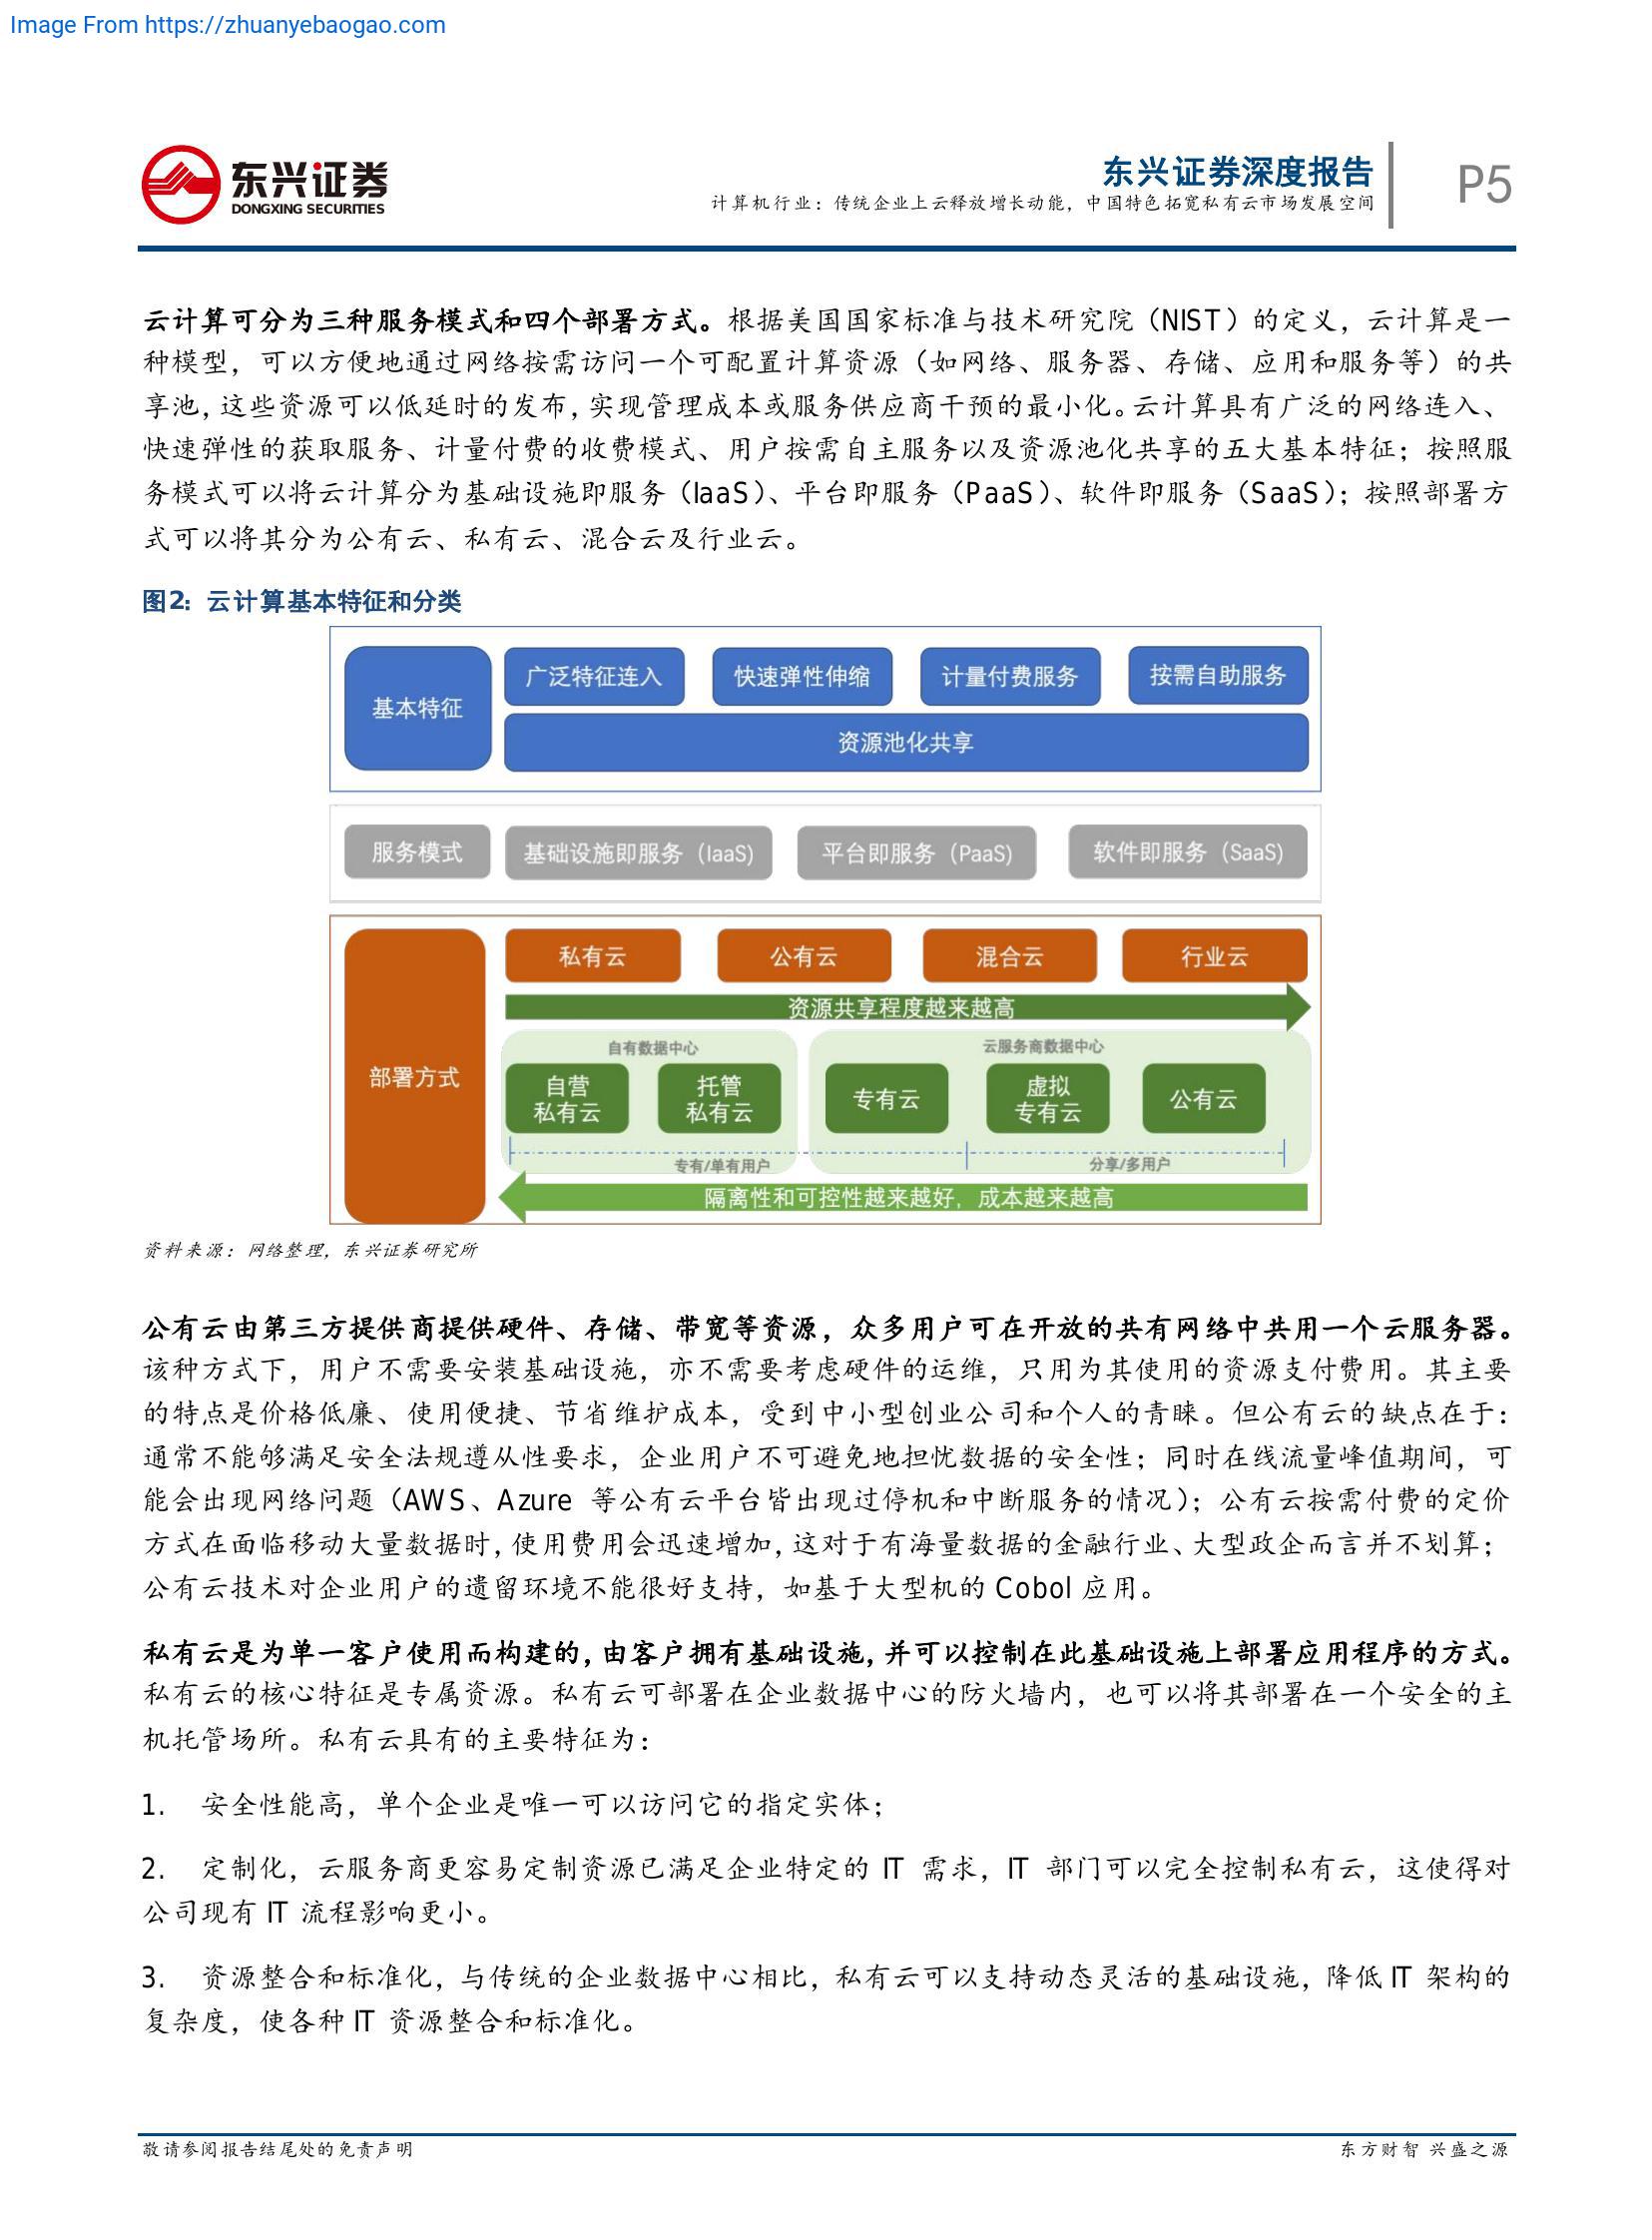 Image From https://zhuanyebaogao.com
东兴证券
DONGXING SECURITIES
东兴证券深度报告
计算机行业：传统企业上云释放增长动能，中国特色拓宽私有云市场发展空间
P5
云计算可分为三种服务模式和四个部署方式。根据美国国家标准与技术研究院（NIST）的定义，云计算是一
种模型，可以方便地通过网络按需访问一个可配置计算资源（如网络、服务器、存储、应用和服务等）的共
享池，这些资源可以低延时的发布，实现管理成本或服务供应商干预的最小化。云计算具有广泛的网络连入、
快速弹性的获取服务、计量付费的收费模式、用户按需自主服务以及资源池化共享的五大基本特征；按照服
务模式可以将云计算分为基础设施即服务（IaaS）、平台即服务（PaaS）、软件即服务（SaaS）；按照部署方
式可以将其分为公有云、私有云、混合云及行业云。
图2：云计算基本特征和分类
基本特征
广泛特征连入
快速弹性伸缩
计量付费服务
按需自助服务
资源池化共享
服务模式
基础设施即服务（IaaS)
平台即服务（PaaS)
软件即服务（SaaS)
部署方式
私有云
公有云
混合云
行业云
资源共享程度越来越高
自有数据中心
云服务商数据中心
自营
私有云
托管
私有云
专有云
虚拟
专有云
公有云
专有/单有用户
分享/多用户
隔离性和可控性越来越好，成本越来越高
资料来源：网络整理，东兴证券研究所
公有云由第三方提供商提供硬件、存储、带宽等资源，众多用户可在开放的共有网络中共用一个云服务器。
该种方式下，用户不需要安装基础设施，亦不需要考虑硬件的运维，只用为其使用的资源支付费用。其主要
的特点是价格低廉、使用便捷、节省维护成本，受到中小型创业公司和个人的青睐。但公有云的缺点在于：
通常不能够满足安全法规遵从性要求，企业用户不可避免地担忧数据的安全性；同时在线流量峰值期间，可
能会出现网络问题（AWS、Azure 等公有云平台皆出现过停机和中断服务的情况）；公有云按需付费的定价
方式在面临移动大量数据时，使用费用会迅速增加，这对于有海量数据的金融行业、大型政企而言并不划算；
公有云技术对企业用户的遗留环境不能很好支持，如基于大型机的 Cobol 应用。
私有云是为单一客户使用而构建的，由客户拥有基础设施，并可以控制在此基础设施上部署应用程序的方式。
私有云的核心特征是专属资源。私有云可部署在企业数据中心的防火墙内，也可以将其部署在一个安全的主
机托管场所。私有云具有的主要特征为：
1. 安全性能高，单个企业是唯一可以访问它的指定实体；
2. 定制化，云服务商更容易定制资源已满足企业特定的 IT 需求，IT 部门可以完全控制私有云，这使得对
公司现有 IT 流程影响更小。
3. 资源整合和标准化，与传统的企业数据中心相比，私有云可以支持动态灵活的基础设施，降低 IT 架构的
复杂度，使各种 IT 资源整合和标准化。
敬请参阅报告结尾处的免责声明
东方财智 兴盛之源